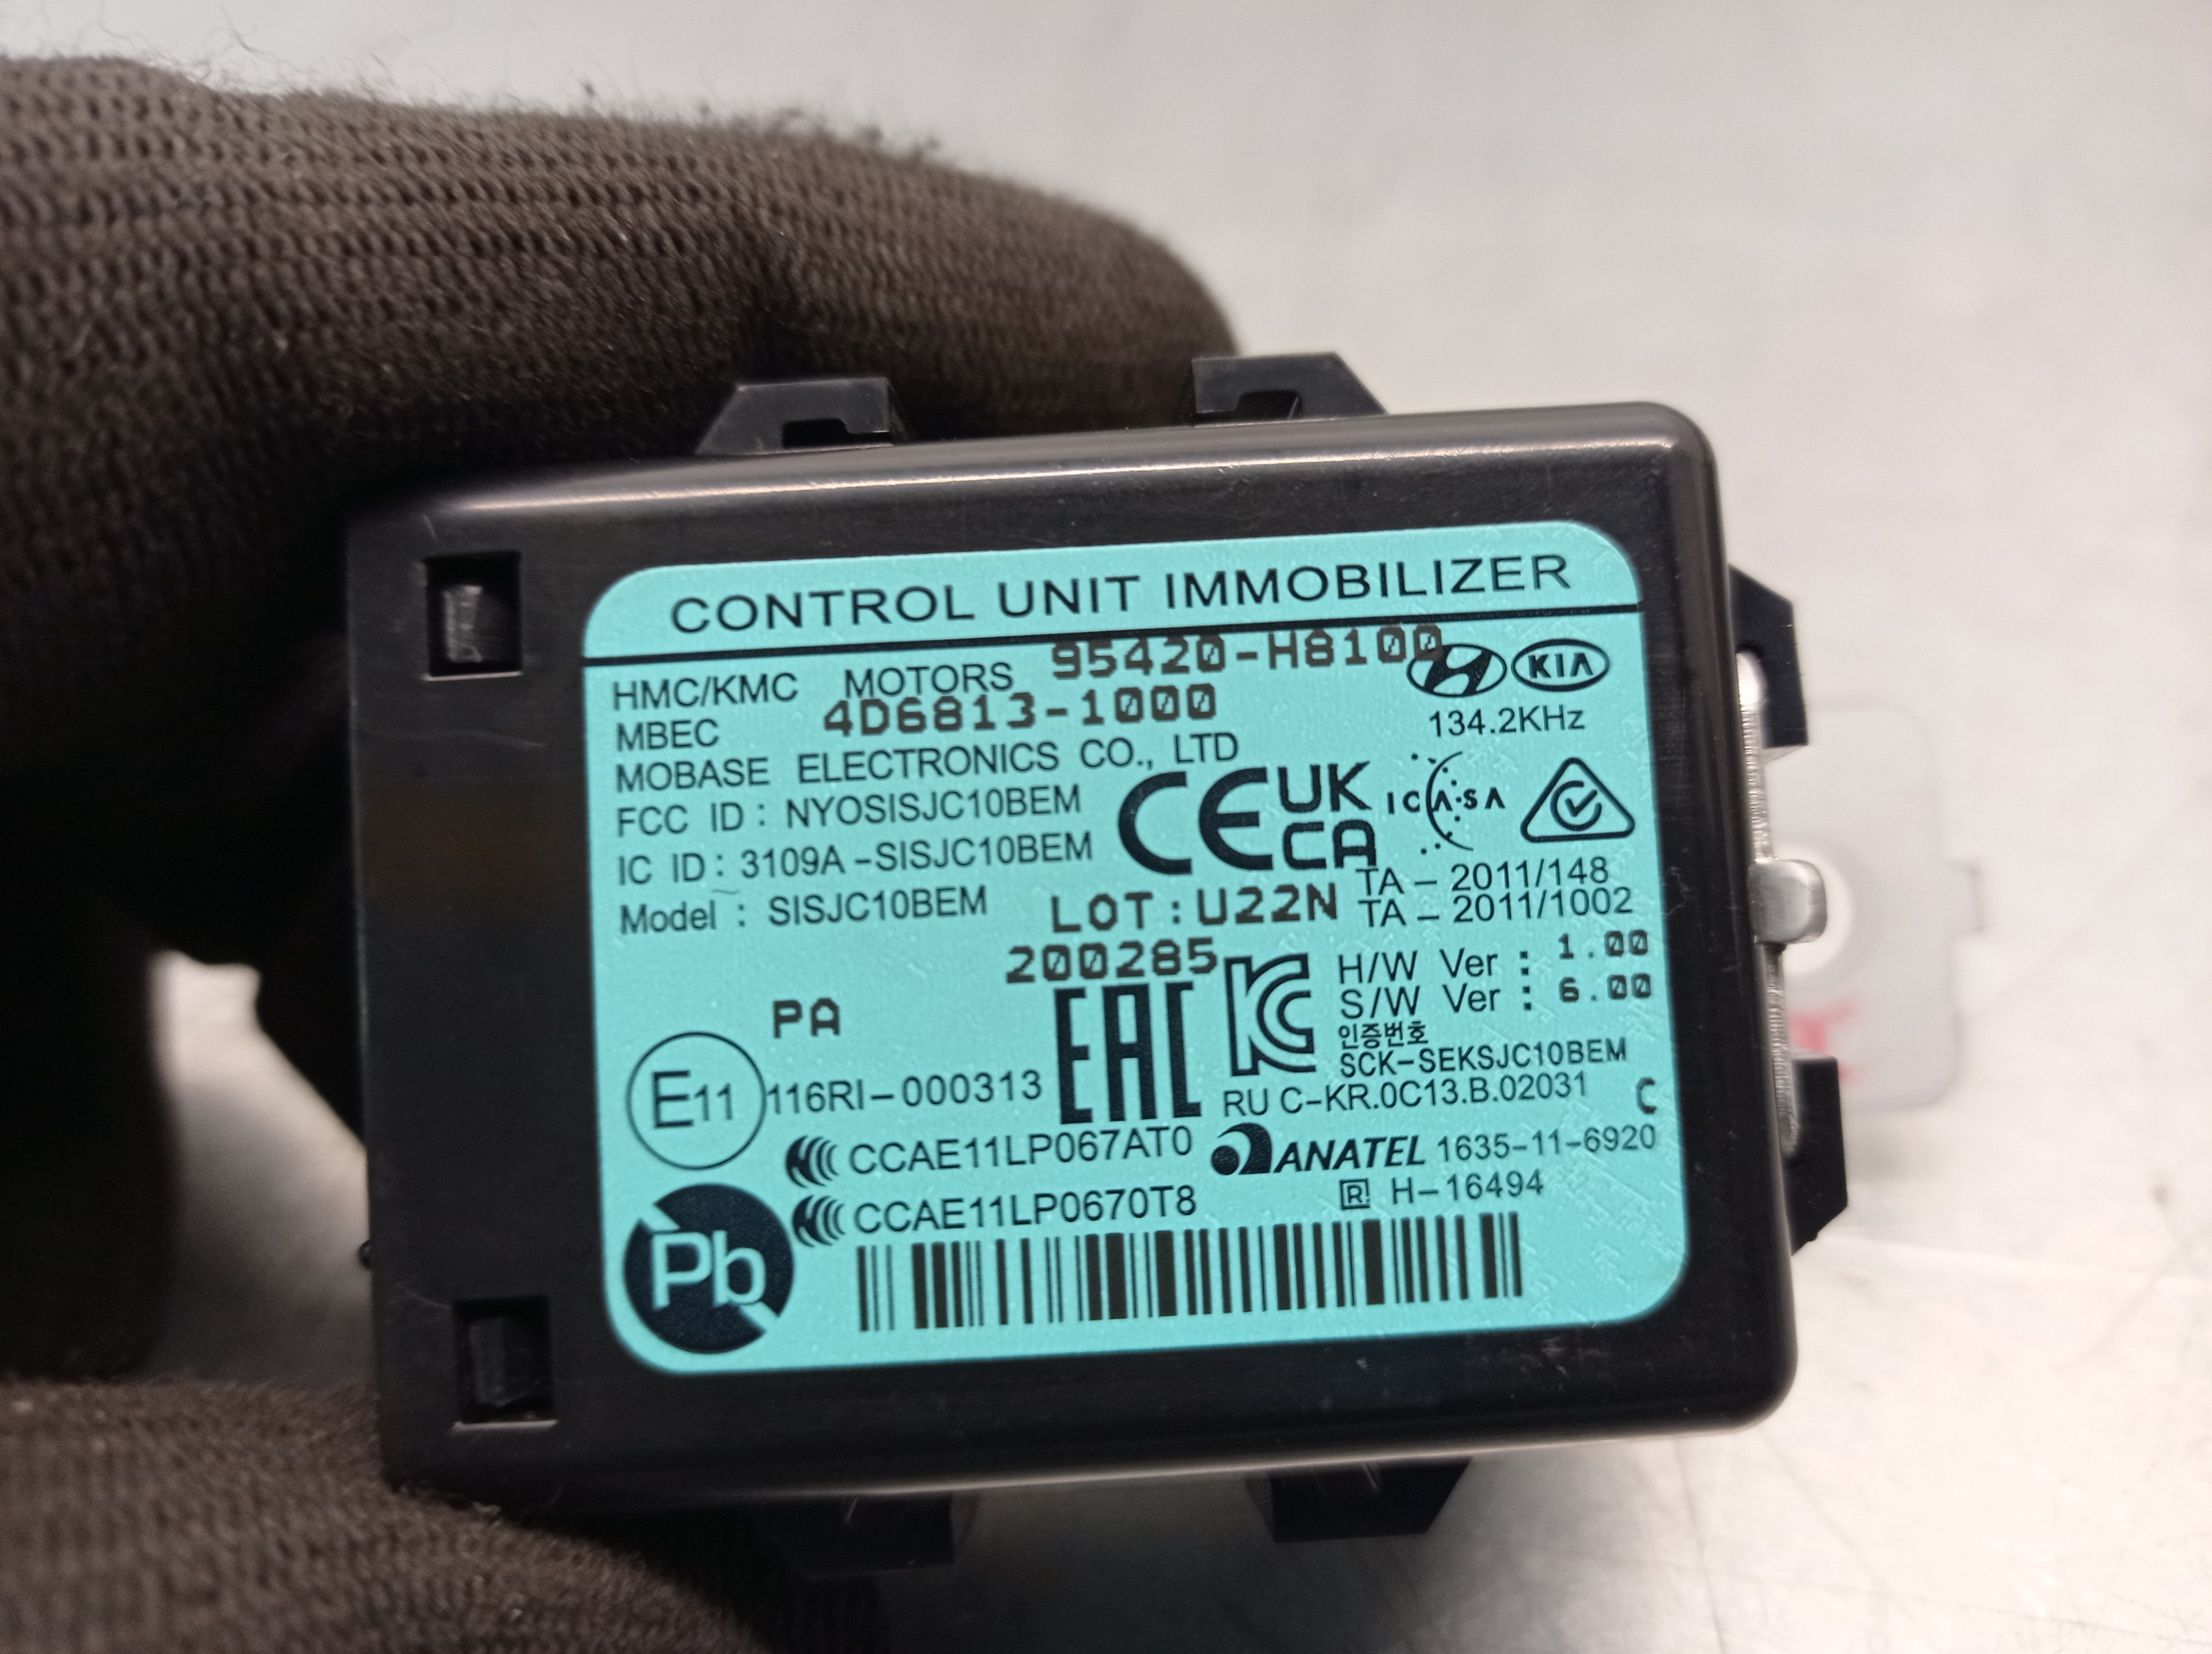 CONTROL UNIT IMMOBILIZER
HMC/KMC MOTORS 95420-H8100
KIA
MBEC 4D6813-1000
134.2KHz
MOBASE ELECTRONICS CO., LTD
FCC ID : NYOSISJC10BEM
CE UK CA ICASA
IC ID : 3109A-SISJC10BEM
TA - 2011/148
Model : SISJC10BEM
LOT:U22N
TA - 2011/1002
200285
H/W Ver : 1.00
S/W Ver : 6.00
PA
EAC
KC
인증번호
SCK-SEKSJC10BEM
E11
116RI-000313
RU C-KR.0C13.B.02031
C
CCAE11LP067AT0
ANATEL 1635-11-6920
CCAE11LP0670T8
R H-16494
Pb